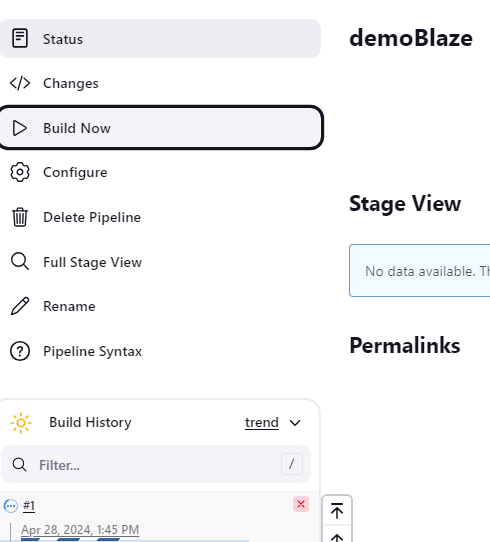 Status
Changes
Build Now
Configure
Delete Pipeline
Full Stage View
Rename
Pipeline Syntax
Build History
trend
Filter...
/
#1
Apr 28, 2024, 1:45 PM
demoBlaze
Stage View
No data available. Th
Permalinks